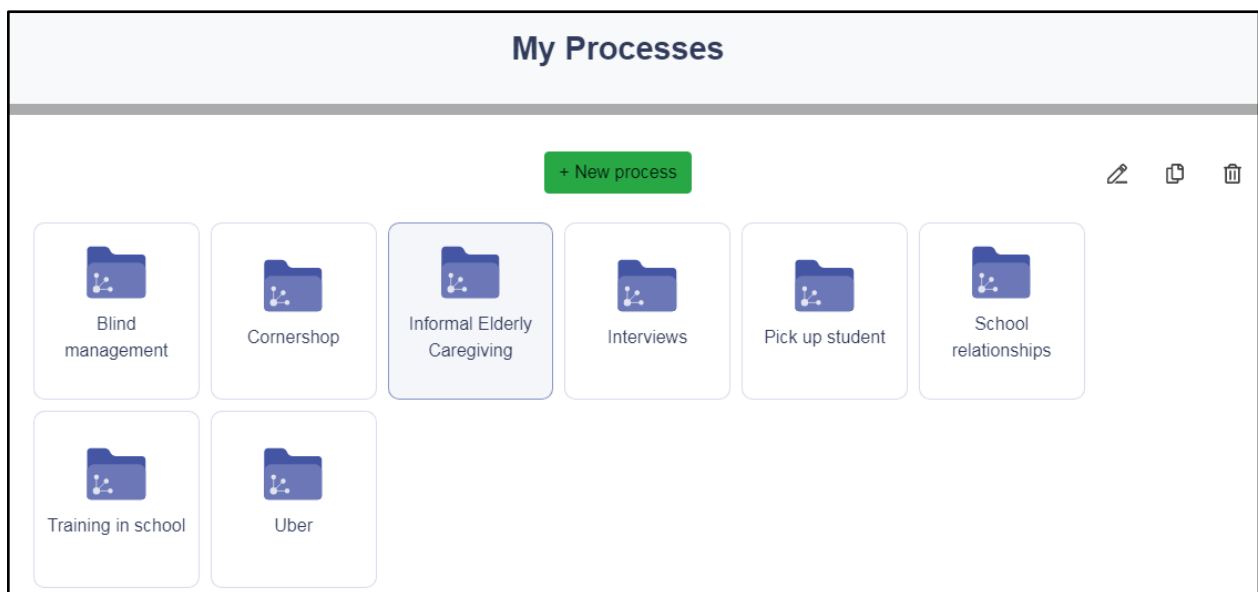 My Processes
+ New process
Blind
management
Cornershop
Informal Elderly
Caregiving
Interviews
Pick up student
School
relationships
Training in school
Uber